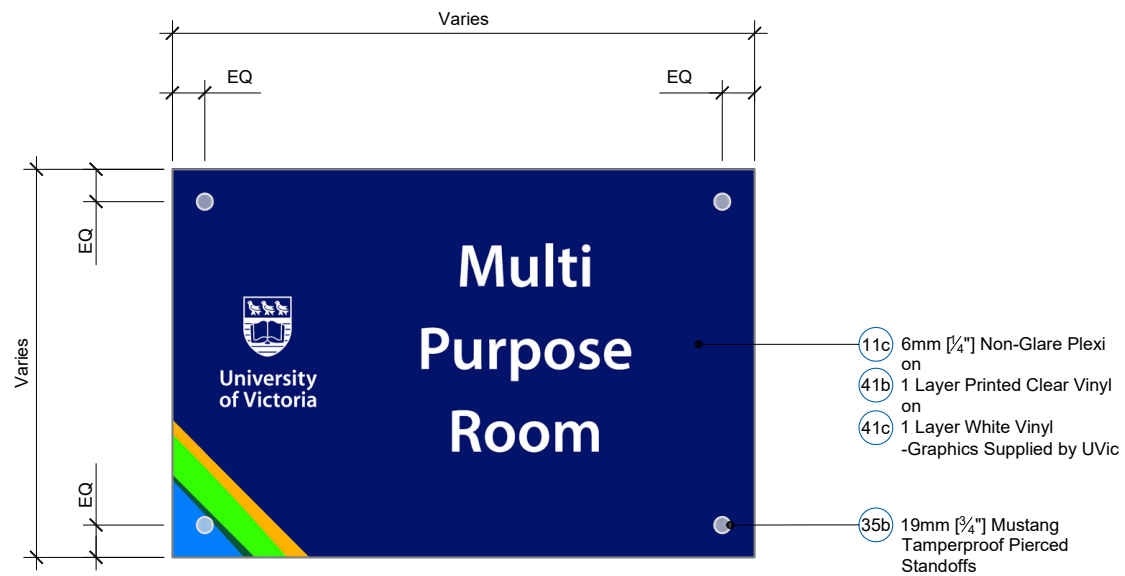 Varies
EQ
EQ
EQ
Varies
EQ
Multi
Purpose
Room
University
of Victoria
11c 6mm [¼"] Non-Glare Plexi
on
41b 1 Layer Printed Clear Vinyl
on
41c 1 Layer White Vinyl
-Graphics Supplied by UVic
35b 19mm [¾"] Mustang
Tamperproof Pierced
Standoffs